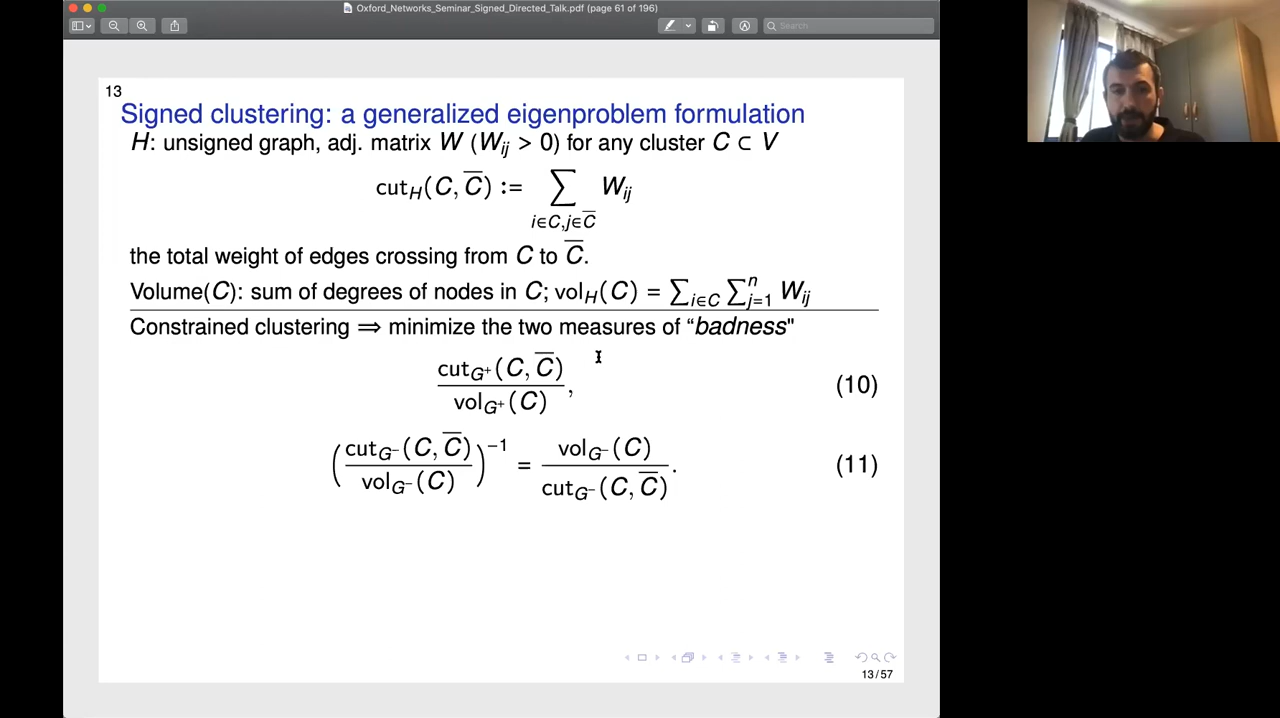 Oxford_Networks_Seminar_Signed_Directed_Talk.pdf (page 61 of 196)
Search
13
Signed clustering: a generalized eigenproblem formulation
H: unsigned graph, adj. matrix W (W_ij > 0) for any cluster C ⊂ V
cut_H(C, C̅) := ∑_{i∈C,j∈C̅} W_ij
the total weight of edges crossing from C to C̅.
Volume(C): sum of degrees of nodes in C; vol_H(C) = ∑_{i∈C} ∑_{j=1}^n W_ij
Constrained clustering ⟹ minimize the two measures of “badness"
cut_{G⁺}(C, C̅) / vol_{G⁺}(C) , (10)
( cut_{G⁻}(C, C̅) / vol_{G⁻}(C) )^{−1} = vol_{G⁻}(C) / cut_{G⁻}(C, C̅) . (11)
13/57